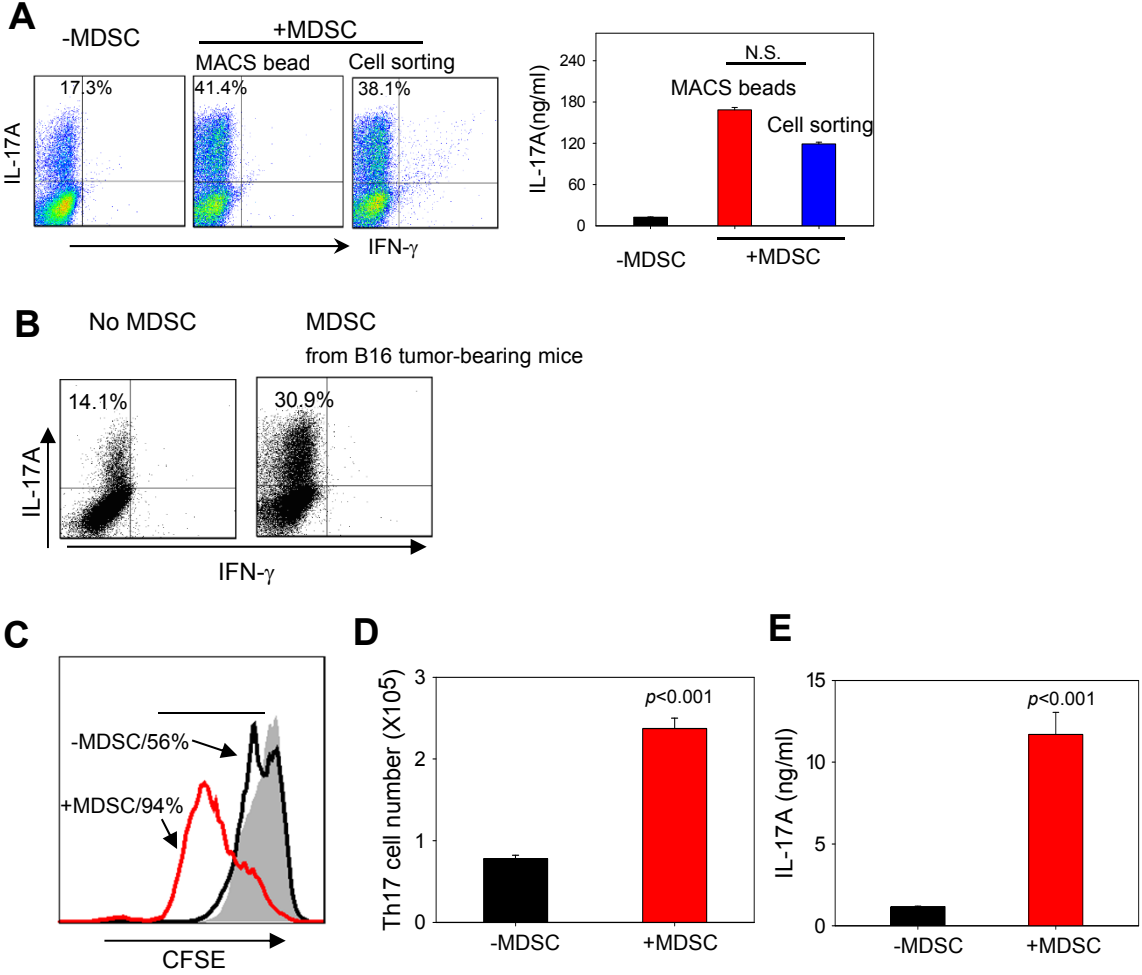 A
-MDSC
+MDSC
MACS bead
Cell sorting
17.3%
41.4%
38.1%
IL-17A
IFN-γ
IL-17A(ng/ml)
240
180
120
60
0
N.S.
MACS beads
Cell sorting
-MDSC
+MDSC
B
No MDSC
MDSC
from B16 tumor-bearing mice
14.1%
30.9%
IL-17A
IFN-γ
C
-MDSC/56%
+MDSC/94%
CFSE
D
Th17 cell number (X10⁵)
3
2
1
0
p<0.001
-MDSC
+MDSC
E
IL-17A (ng/ml)
15
10
5
0
p<0.001
-MDSC
+MDSC